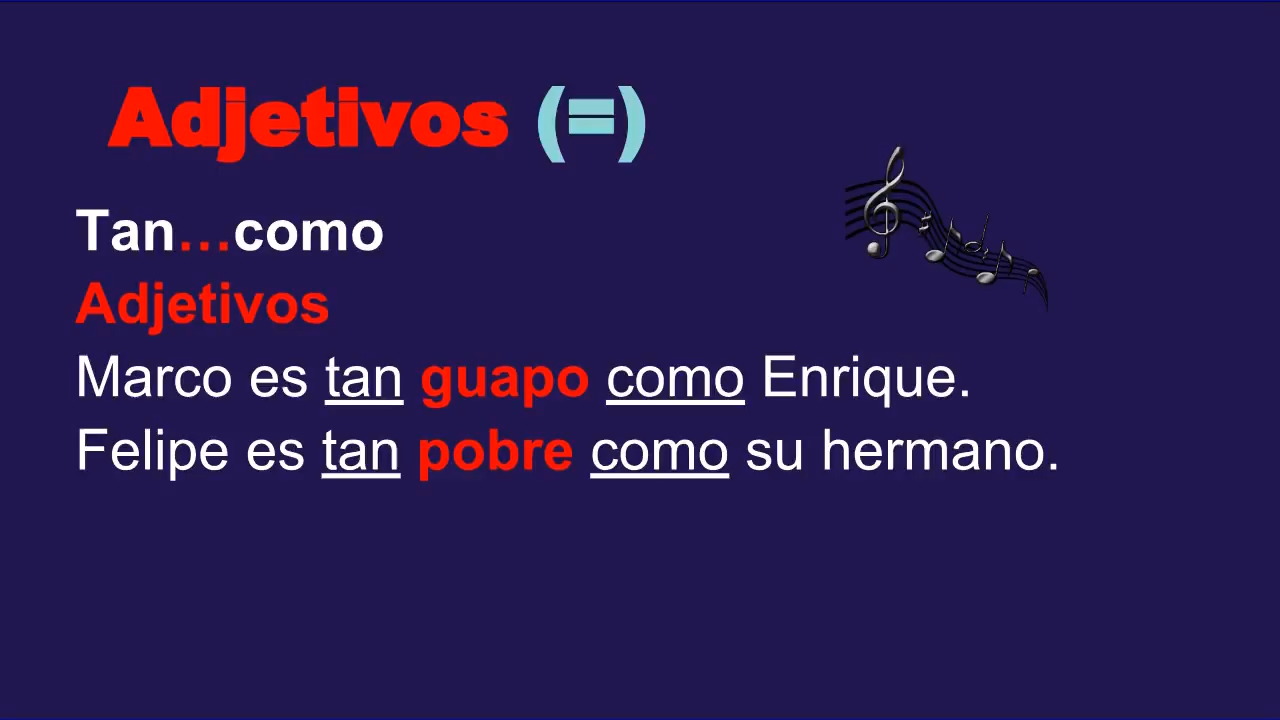 Adjetivos (=)
Tan...como
Adjetivos
Marco es tan guapo como Enrique.
Felipe es tan pobre como su hermano.